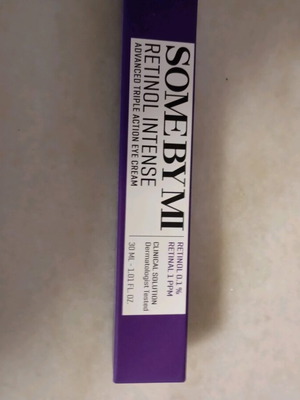 SOME BY MI
RETINOL INTENSE
ADVANCED TRIPLE ACTION EYE CREAM
RETINOL 0.1 %
RETINAL 1 PPM
CLINICAL SOLUTION
Dermatologist Tested
30 ML - 1.01 FL. OZ.